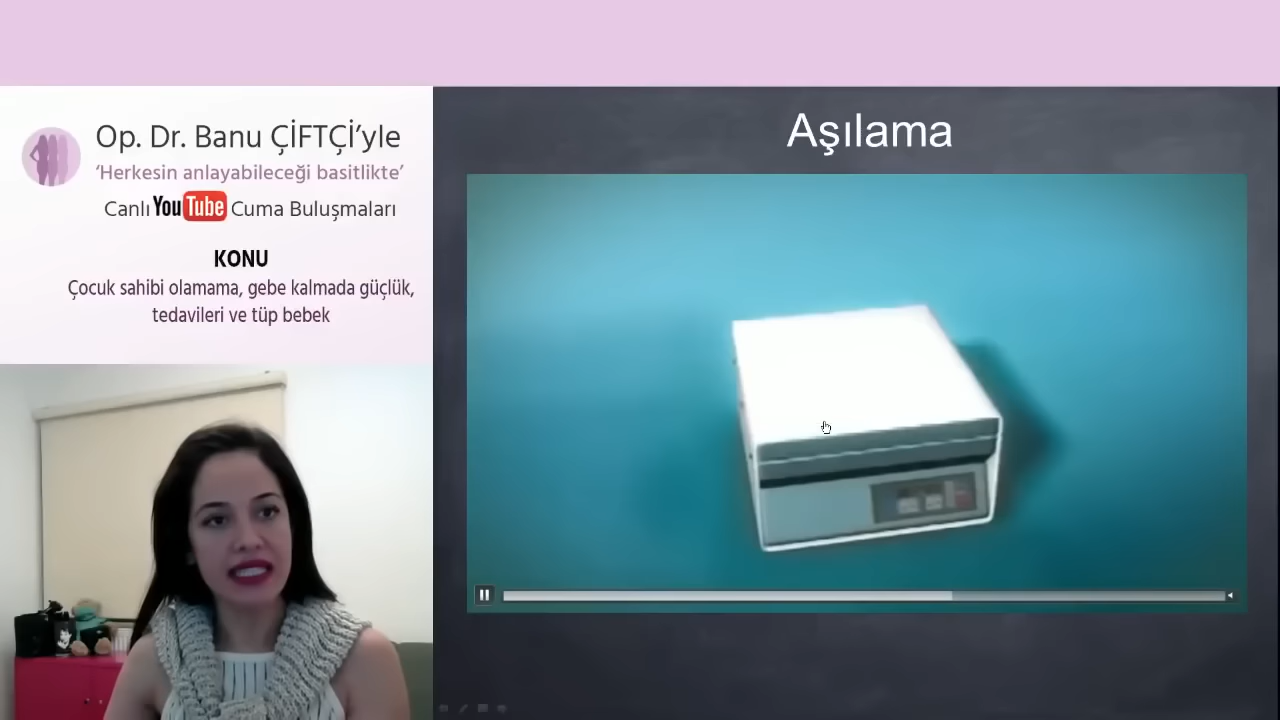 Op. Dr. Banu ÇİFTÇİ’yle
‘Herkesin anlayabileceği basitlikte’
Canlı YouTube Cuma Buluşmaları
KONU
Çocuk sahibi olamama, gebe kalmada güçlük,
tedavileri ve tüp bebek
Aşılama